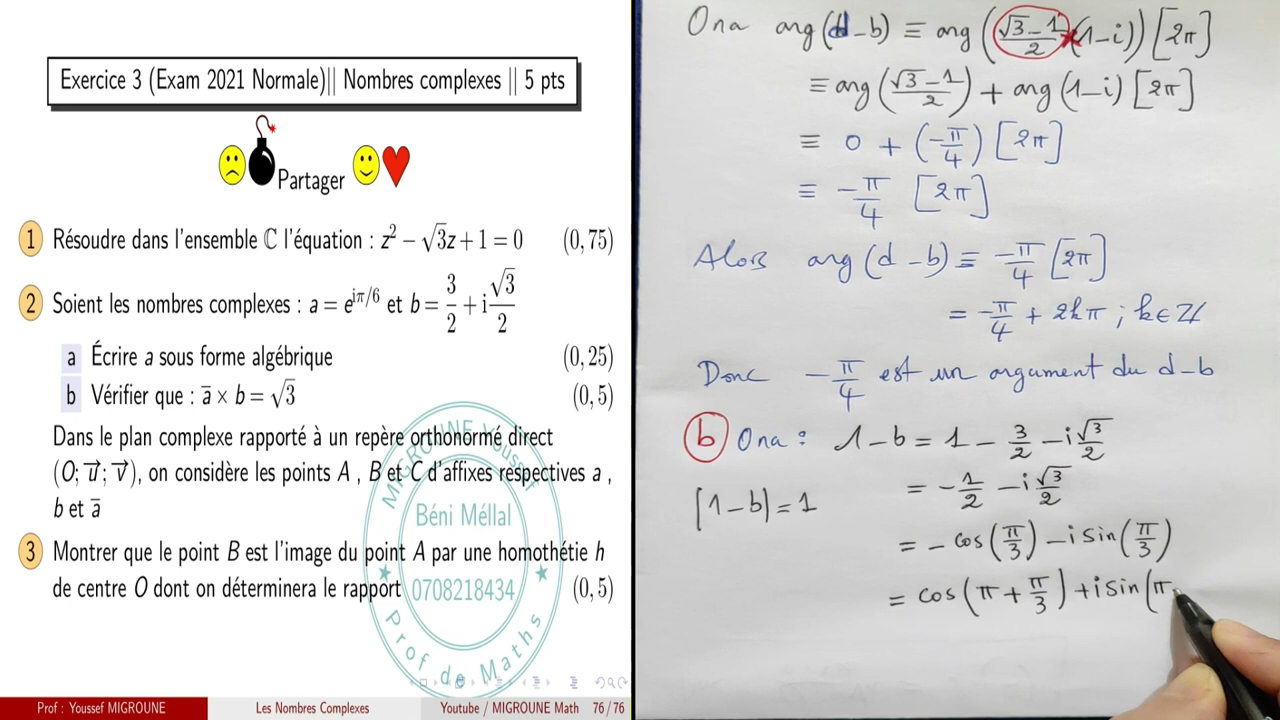 Exercice 3 (Exam 2021 Normale)|| Nombres complexes || 5 pts
Partager
1 Résoudre dans l'ensemble ℂ l'équation : z² − √3z + 1 = 0 (0,75)
2 Soient les nombres complexes : a = e^{iπ/6} et b = 3/2 + i√3/2
a Écrire a sous forme algébrique (0,25)
b Vérifier que : a̅ × b = √3 (0,5)
Dans le plan complexe rapporté à un repère orthonormé direct
(O; u⃗ ; v⃗), on considère les points A , B et C d'affixes respectives a ,
b et a̅
3 Montrer que le point B est l'image du point A par une homothétie h
de centre O dont on déterminera le rapport (0,5)
MIGROUNE Youssef
Béni Méllal
0708218434
Prof de Maths
Prof : Youssef MIGROUNE Les Nombres Complexes Youtube / MIGROUNE Math 76/76
Ona arg(d−b) ≡ arg((√3−1)/2 × (1−i)) [2π]
≡ arg((√3−1)/2) + arg(1−i) [2π]
≡ 0 + (−π/4) [2π]
≡ −π/4 [2π]
Alors arg(d−b) ≡ −π/4 [2π]
= −π/4 + 2kπ ; k∈ℤ
Donc −π/4 est un argument du d−b
b Ona : 1−b = 1 − 3/2 − i√3/2
= −1/2 − i√3/2
|1−b| = 1
= −cos(π/3) − i sin(π/3)
= cos(π + π/3) + i sin(π